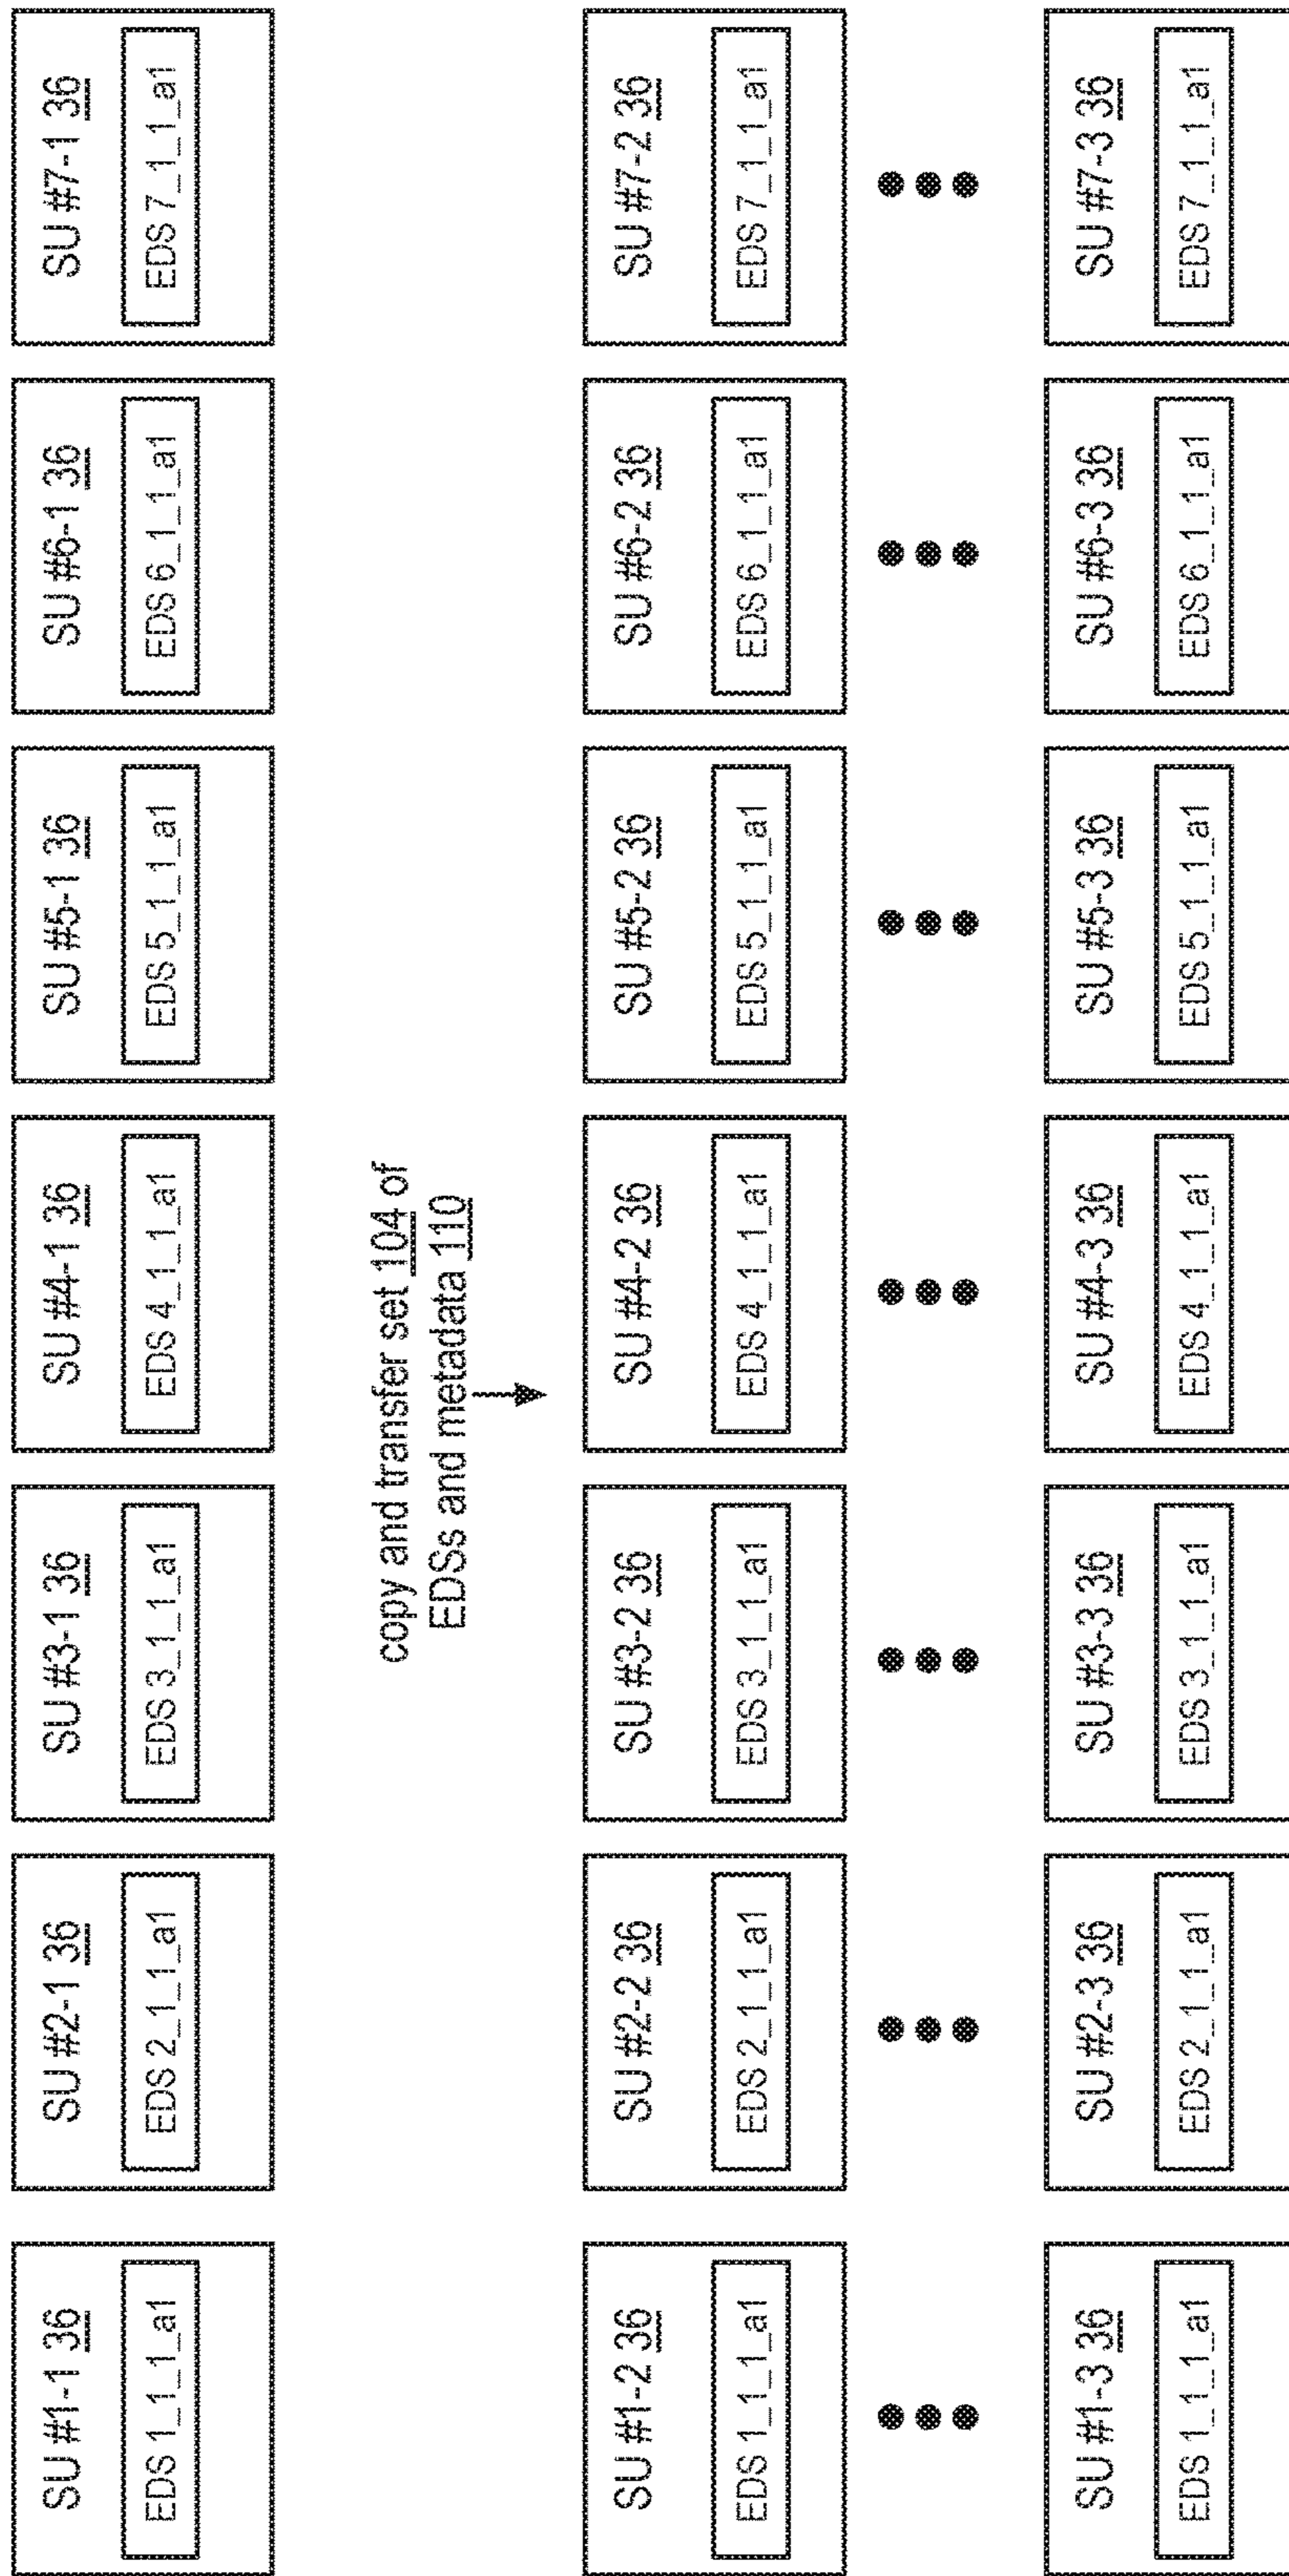 SU #1-1 36
EDS 1_1_1_a1
SU #2-1 36
EDS 2_1_1_a1
SU #3-1 36
EDS 3_1_1_a1
SU #4-1 36
EDS 4_1_1_a1
SU #5-1 36
EDS 5_1_1_a1
SU #6-1 36
EDS 6_1_1_a1
SU #7-1 36
EDS 7_1_1_a1
copy and transfer set 104 of
EDSs and metadata 110
SU #1-2 36
EDS 1_1_1_a1
SU #2-2 36
EDS 2_1_1_a1
SU #3-2 36
EDS 3_1_1_a1
SU #4-2 36
EDS 4_1_1_a1
SU #5-2 36
EDS 5_1_1_a1
SU #6-2 36
EDS 6_1_1_a1
SU #7-2 36
EDS 7_1_1_a1
SU #1-3 36
EDS 1_1_1_a1
SU #2-3 36
EDS 2_1_1_a1
SU #3-3 36
EDS 3_1_1_a1
SU #4-3 36
EDS 4_1_1_a1
SU #5-3 36
EDS 5_1_1_a1
SU #6-3 36
EDS 6_1_1_a1
SU #7-3 36
EDS 7_1_1_a1